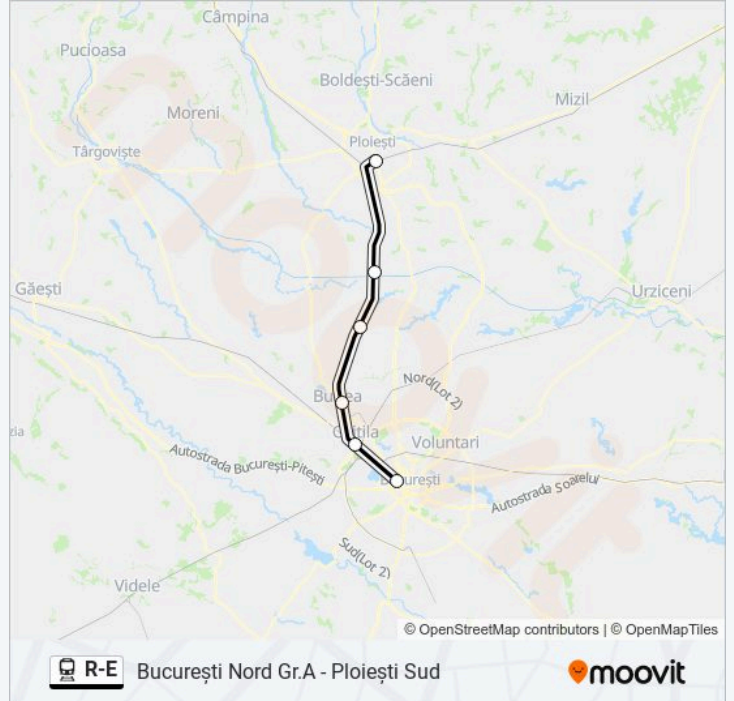 Câmpina
Pucioasa
Boldești-Scăeni
Mizil
Moreni
Ploiești
Târgoviște
Găești
Urziceni
Nord(Lot 2)
Buftea
Chitila
Voluntari
Autostrada București-Pitești
București
Autostrada Soarelui
Sud(Lot 2)
Videle
© OpenStreetMap contributors | © OpenMapTiles
R-E București Nord Gr.A - Ploiești Sud moovit